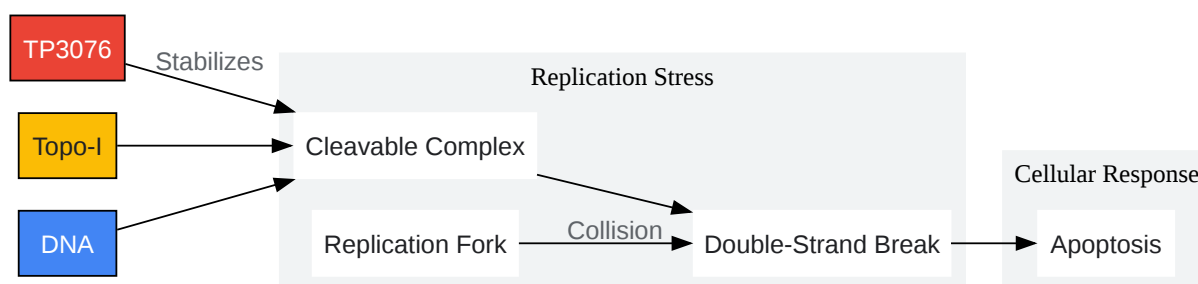 TP3076
Stabilizes
Replication Stress
Topo-I
Cleavable Complex
Cellular Response
DNA
Replication Fork
Collision
Double-Strand Break
Apoptosis